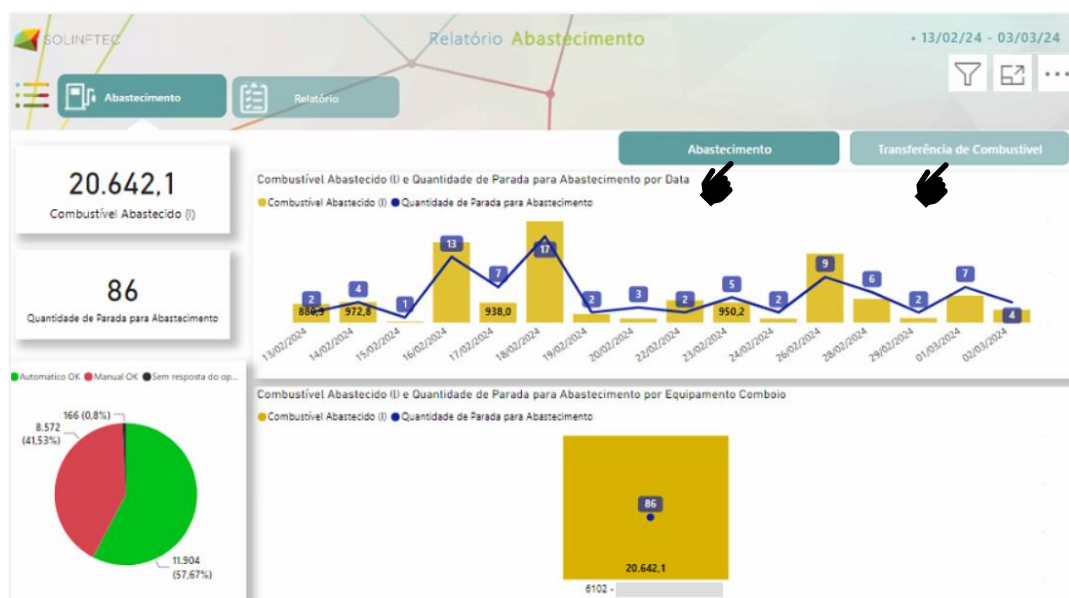 SOLINFTEC
Relatório Abastecimento
• 13/02/24 - 03/03/24
Abastecimento
Relatório
Abastecimento
Transferência de Combustível
20.642,1
Combustível Abastecido (l)
86
Quantidade de Parada para Abastecimento
Combustível Abastecido (l) e Quantidade de Parada para Abastecimento por Data
Combustível Abastecido (l) Quantidade de Parada para Abastecimento
2 4 1 13 7 17 2 3 2 5 2 9 6 2 7 4
880,9 972,8 938,0 950,2
13/02/2024 14/02/2024 15/02/2024 16/02/2024 17/02/2024 18/02/2024 19/02/2024 20/02/2024 22/02/2024 23/02/2024 24/02/2024 26/02/2024 28/02/2024 29/02/2024 01/03/2024 02/03/2024
Automático OK Manual OK Sem resposta do op...
166 (0,8%)
8.572
(41,53%)
11.904
(57,67%)
Combustível Abastecido (l) e Quantidade de Parada para Abastecimento por Equipamento Comboio
Combustível Abastecido (l) Quantidade de Parada para Abastecimento
86
20.642,1
6102 -